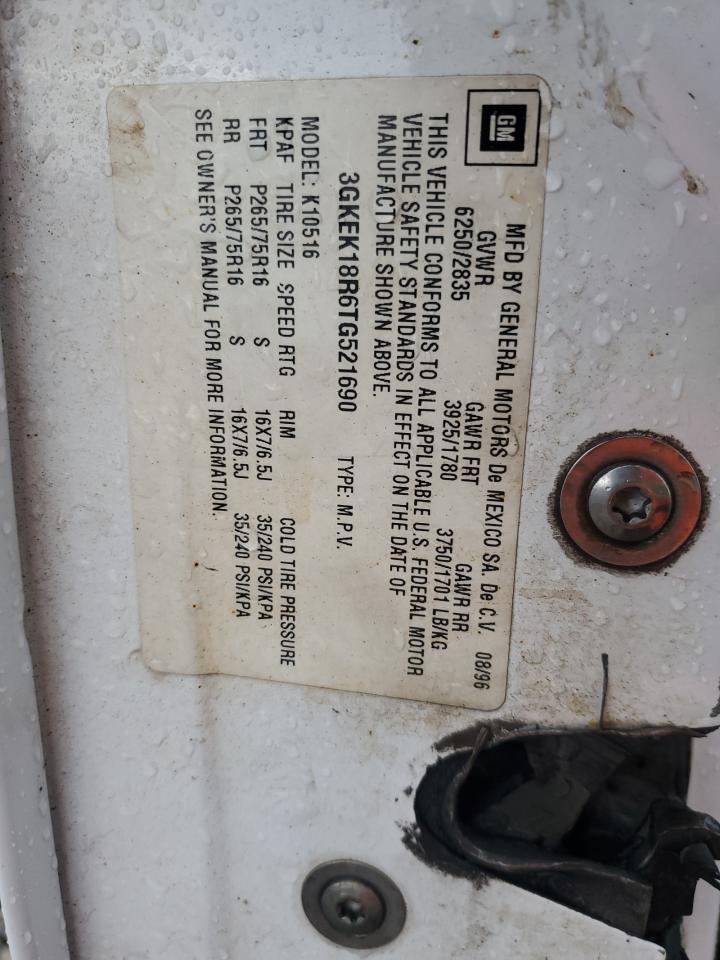 GM
MFD BY GENERAL MOTORS De MEXICO SA. De C.V. 08/96
GVWR GAWR FRT GAWR RR
6250/2835 3925/1780 3750/1701 LB/KG
THIS VEHICLE CONFORMS TO ALL APPLICABLE U.S. FEDERAL MOTOR
VEHICLE SAFETY STANDARDS IN EFFECT ON THE DATE OF
MANUFACTURE SHOWN ABOVE.
3GKEK18R6TG521690 TYPE: M.P.V.
MODEL: K10516
KPAF TIRE SIZE SPEED RTG RIM COLD TIRE PRESSURE
FRT P265/75R16 S 16X7/6.5J 35/240 PSI/KPA
RR P265/75R16 S 16X7/6.5J 35/240 PSI/KPA
SEE OWNER'S MANUAL FOR MORE INFORMATION.